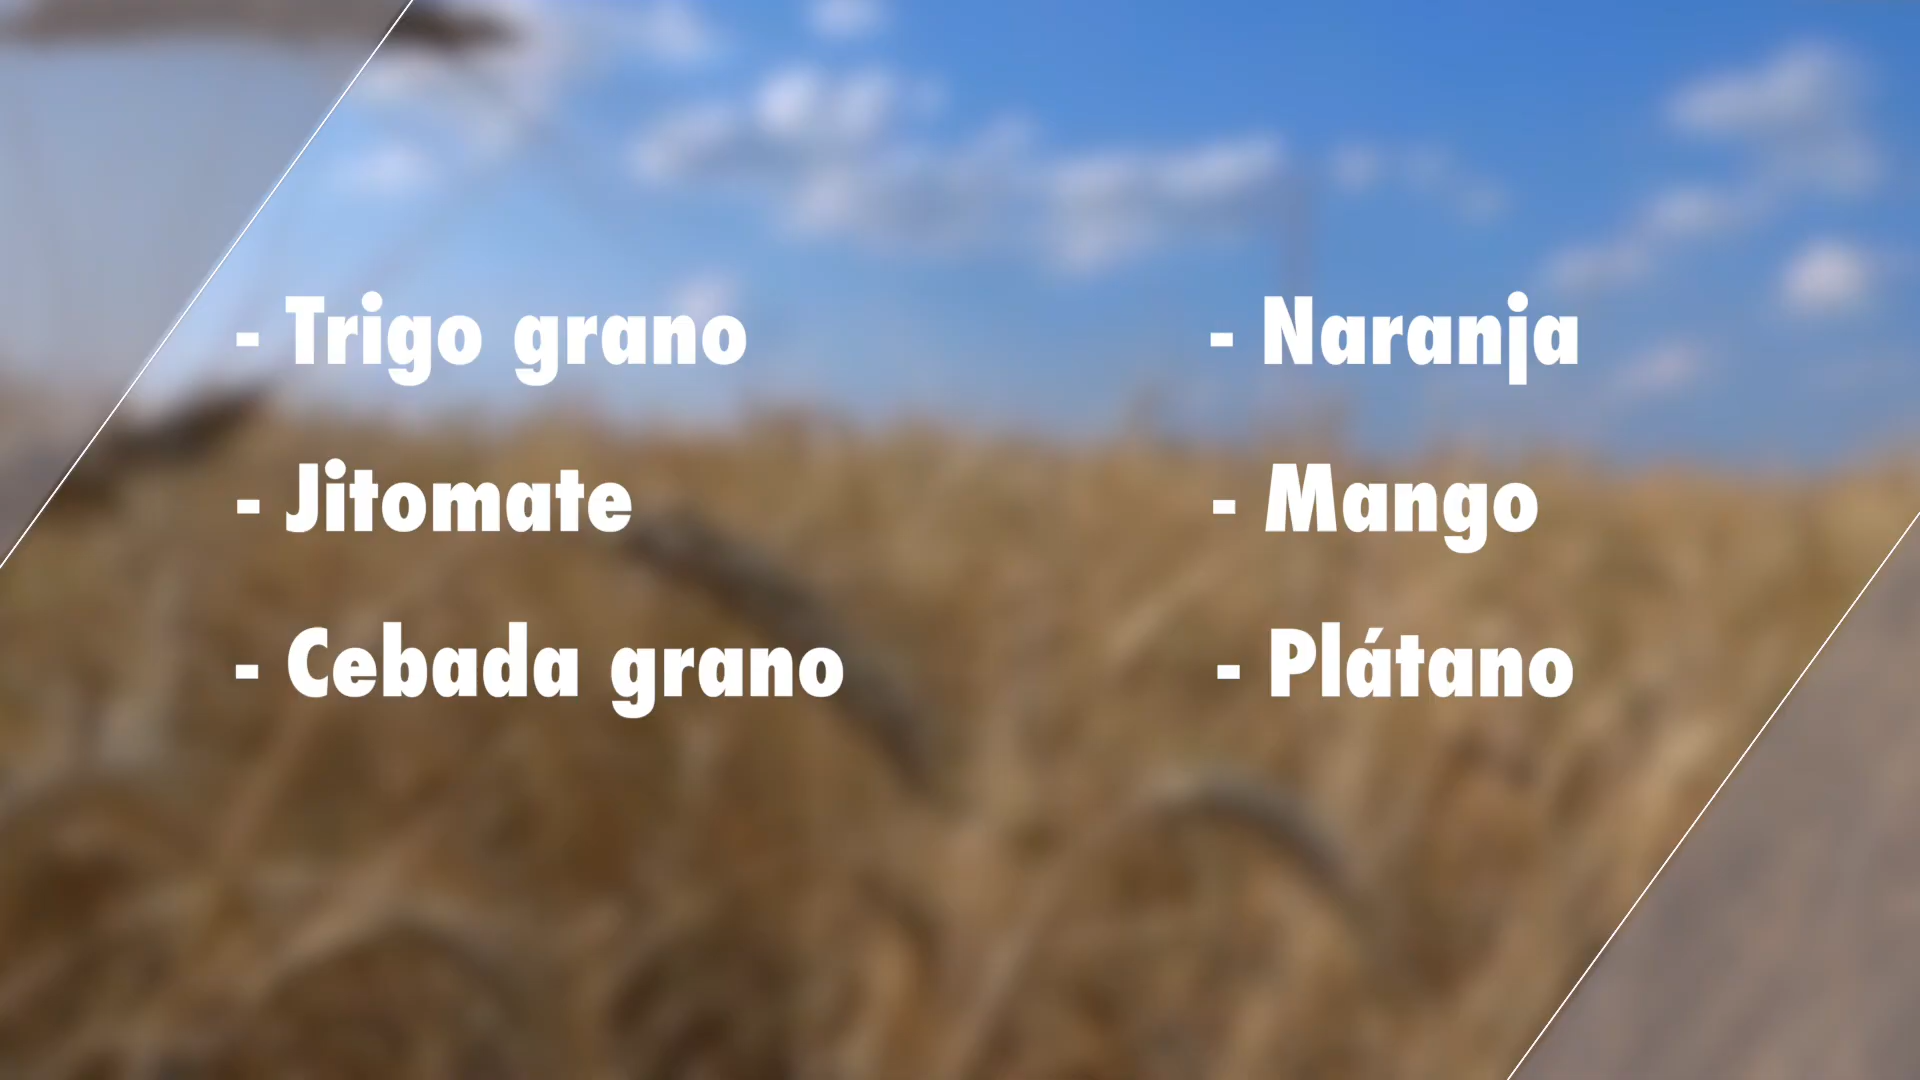 - Trigo grano
- Jitomate
- Cebada grano
- Naranja
- Mango
- Plátano